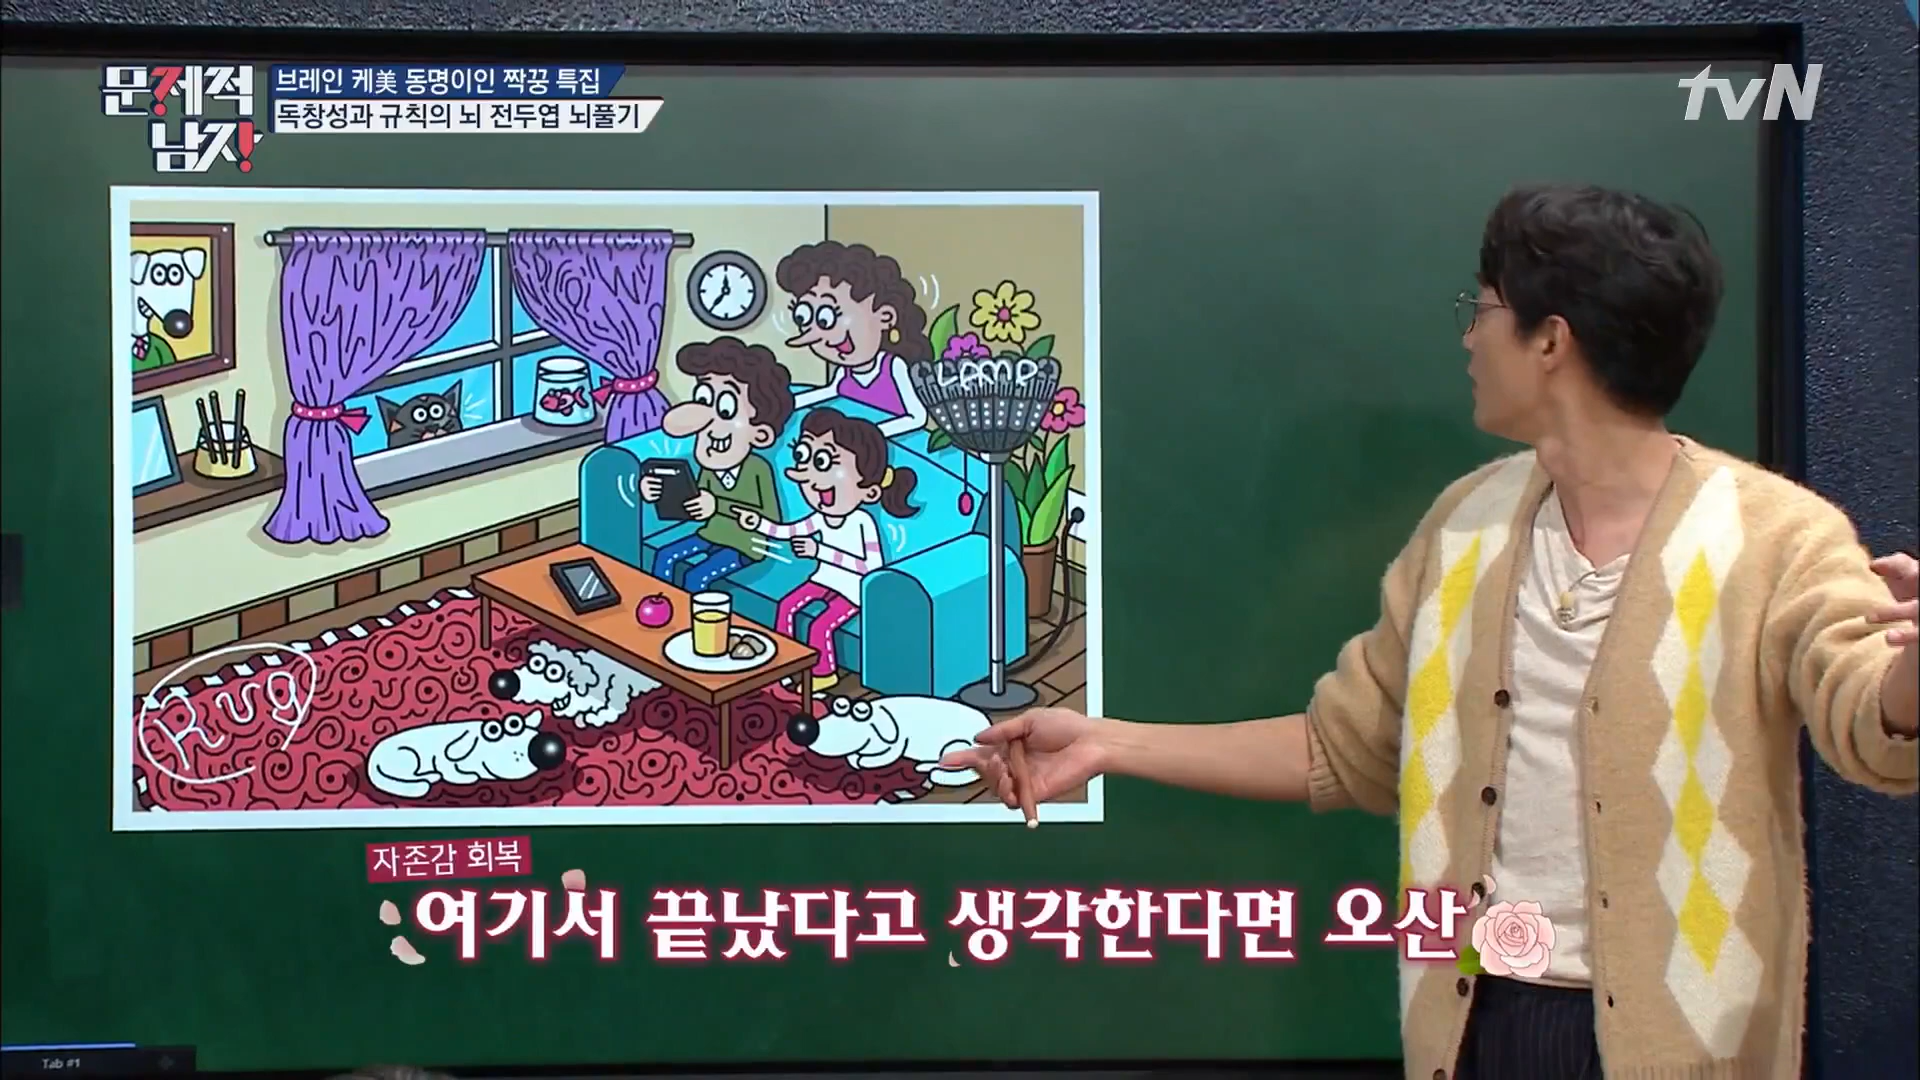 문제적
남자
브레인 케美 동명이인 짝꿍 특집
독창성과 규칙의 뇌 전두엽 뇌풀기
tvN
LAMP
Rug
자존감 회복
여기서 끝났다고 생각한다면 오산
Tab #1